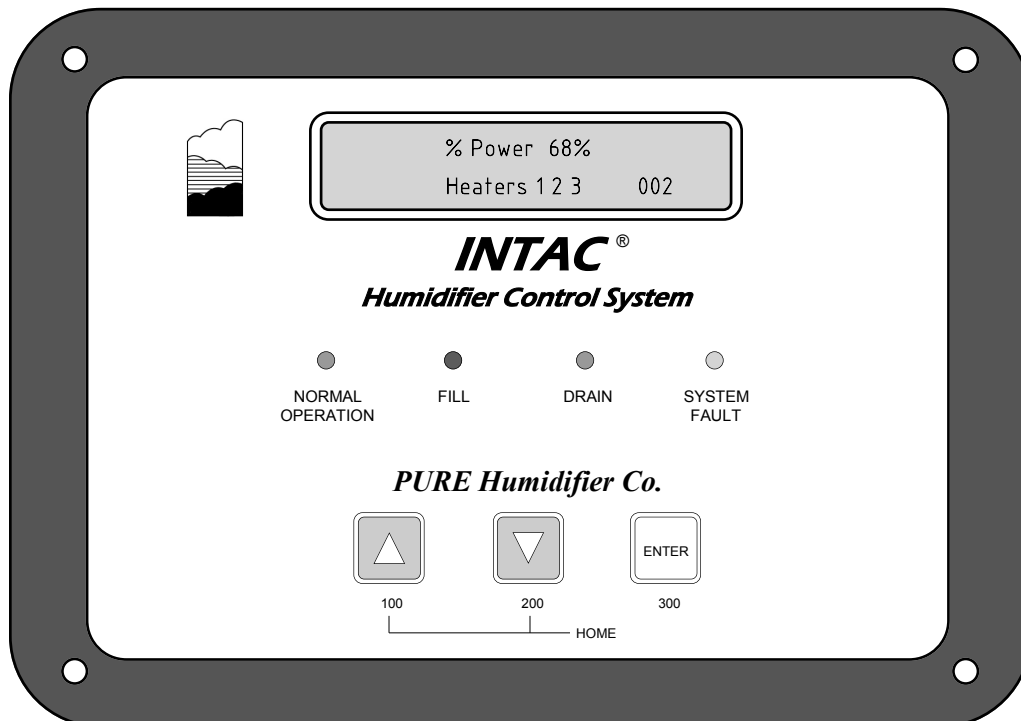 % Power 68%
Heaters 1 2 3 002
INTAC ®
Humidifier Control System
NORMAL OPERATION
FILL
DRAIN
SYSTEM FAULT
PURE Humidifier Co.
ENTER
100 200 300
HOME